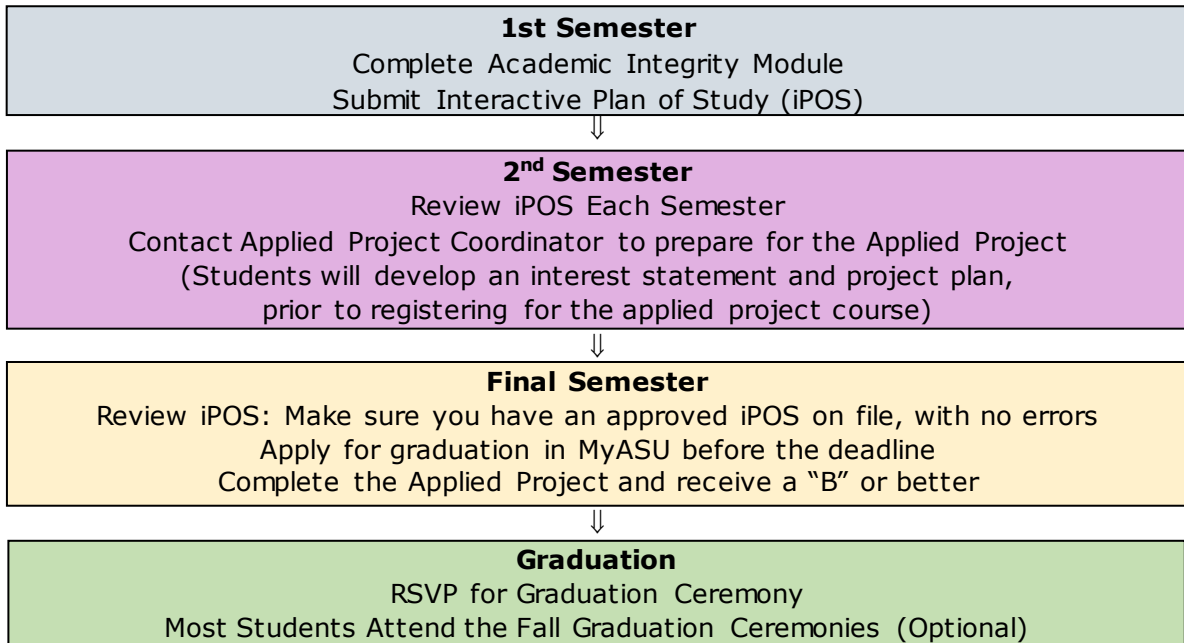 1st Semester
Complete Academic Integrity Module
Submit Interactive Plan of Study (iPOS)
⇓
2nd Semester
Review iPOS Each Semester
Contact Applied Project Coordinator to prepare for the Applied Project
(Students will develop an interest statement and project plan,
prior to registering for the applied project course)
⇓
Final Semester
Review iPOS: Make sure you have an approved iPOS on file, with no errors
Apply for graduation in MyASU before the deadline
Complete the Applied Project and receive a “B” or better
⇓
Graduation
RSVP for Graduation Ceremony
Most Students Attend the Fall Graduation Ceremonies (Optional)